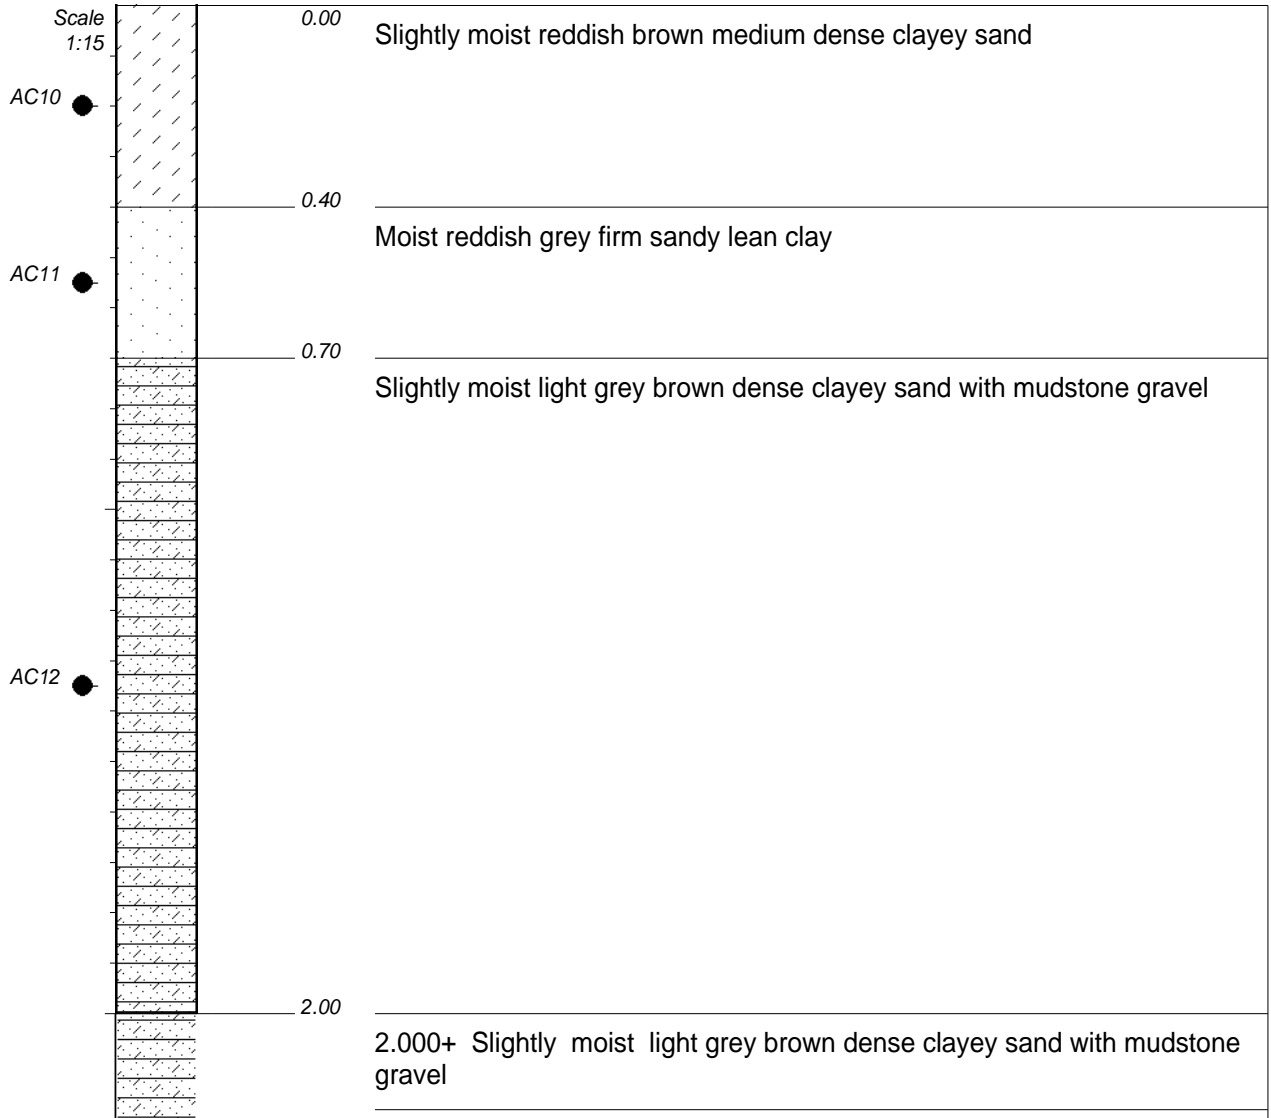 Scale
1:15
0.00
Slightly moist reddish brown medium dense clayey sand
AC10
0.40
Moist reddish grey firm sandy lean clay
AC11
0.70
Slightly moist light grey brown dense clayey sand with mudstone gravel
AC12
2.00
2.000+ Slightly moist light grey brown dense clayey sand with mudstone
gravel